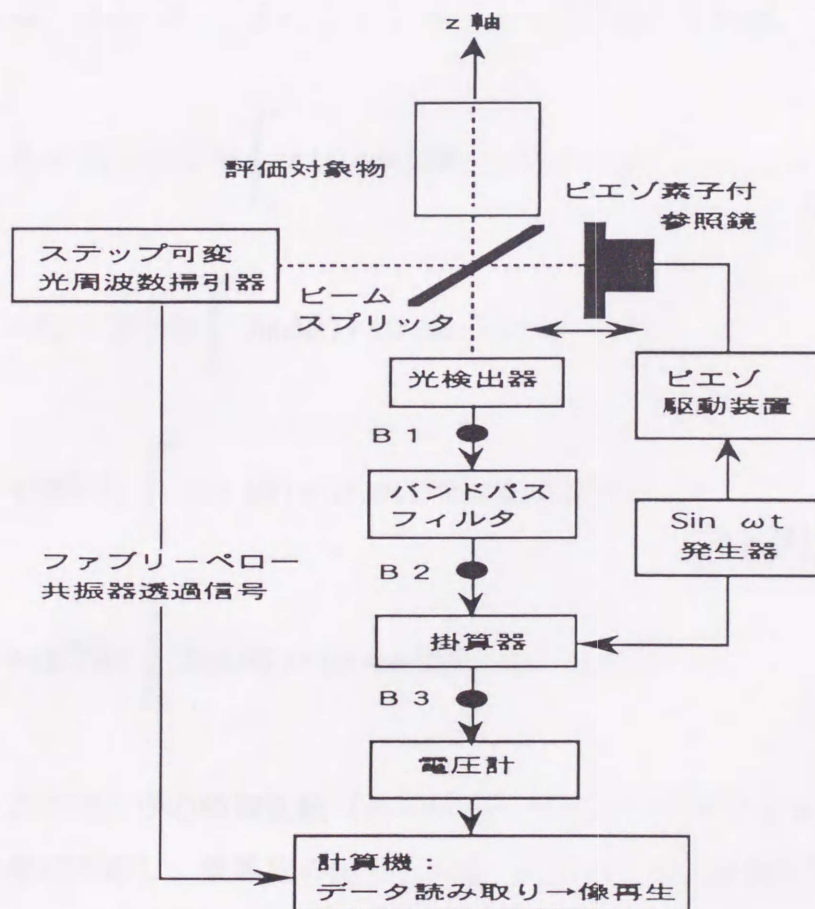 z 軸
評価対象物
ピエゾ素子付
参照鏡
ステップ可変
光周波数掃引器
ビーム
スプリッタ
光検出器
ピエゾ
駆動装置
B 1
バンドパス
フィルタ
Sin ωt
発生器
B 2
ファブリーペロー
共振器透過信号
掛算器
B 3
電圧計
計算機:
データ読み取り→像再生